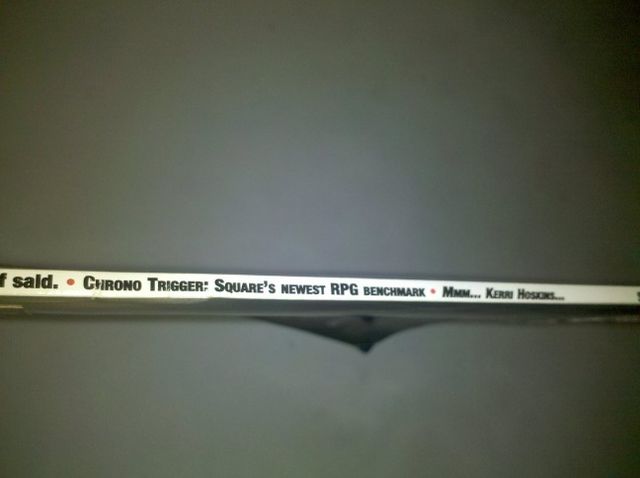 f said. • Chrono Trigger: Square's newest RPG benchmark • Mmm... Kerri Hoskins...